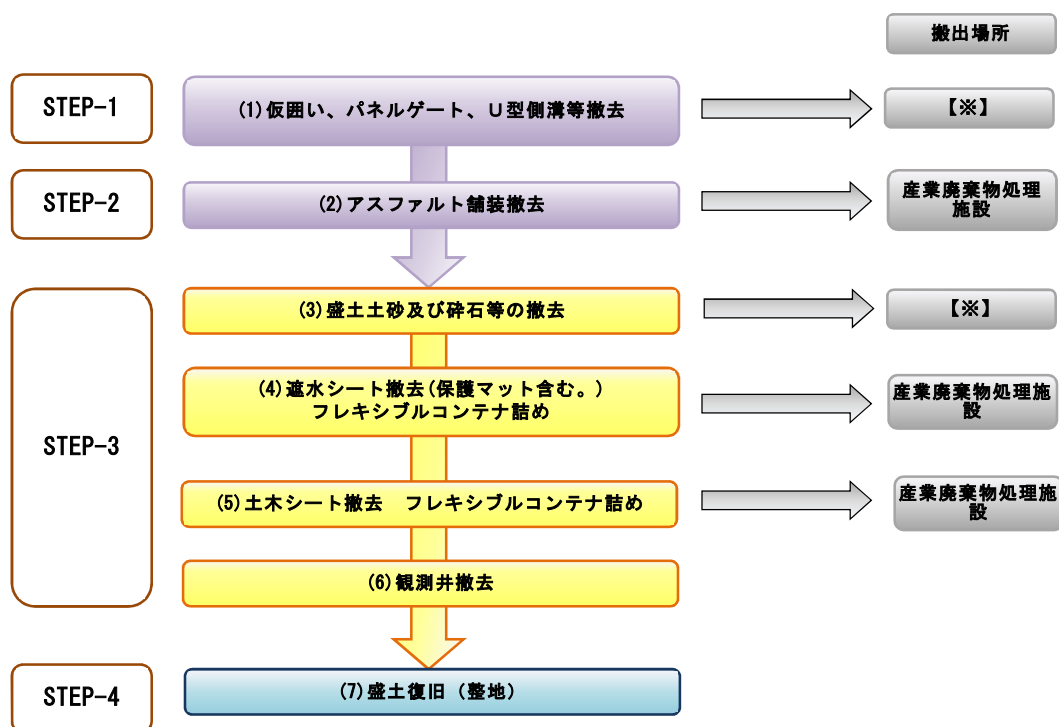 搬出場所
STEP-1
(1)仮囲い、パネルゲート、U型側溝等撤去
【※】
STEP-2
(2)アスファルト舗装撤去
産業廃棄物処理
施設
STEP-3
(3)盛土土砂及び砕石等の撤去
【※】
(4)遮水シート撤去(保護マット含む。)
フレキシブルコンテナ詰め
産業廃棄物処理施
設
(5)土木シート撤去　フレキシブルコンテナ詰め
産業廃棄物処理施
設
(6)観測井撤去
STEP-4
(7)盛土復旧（整地）